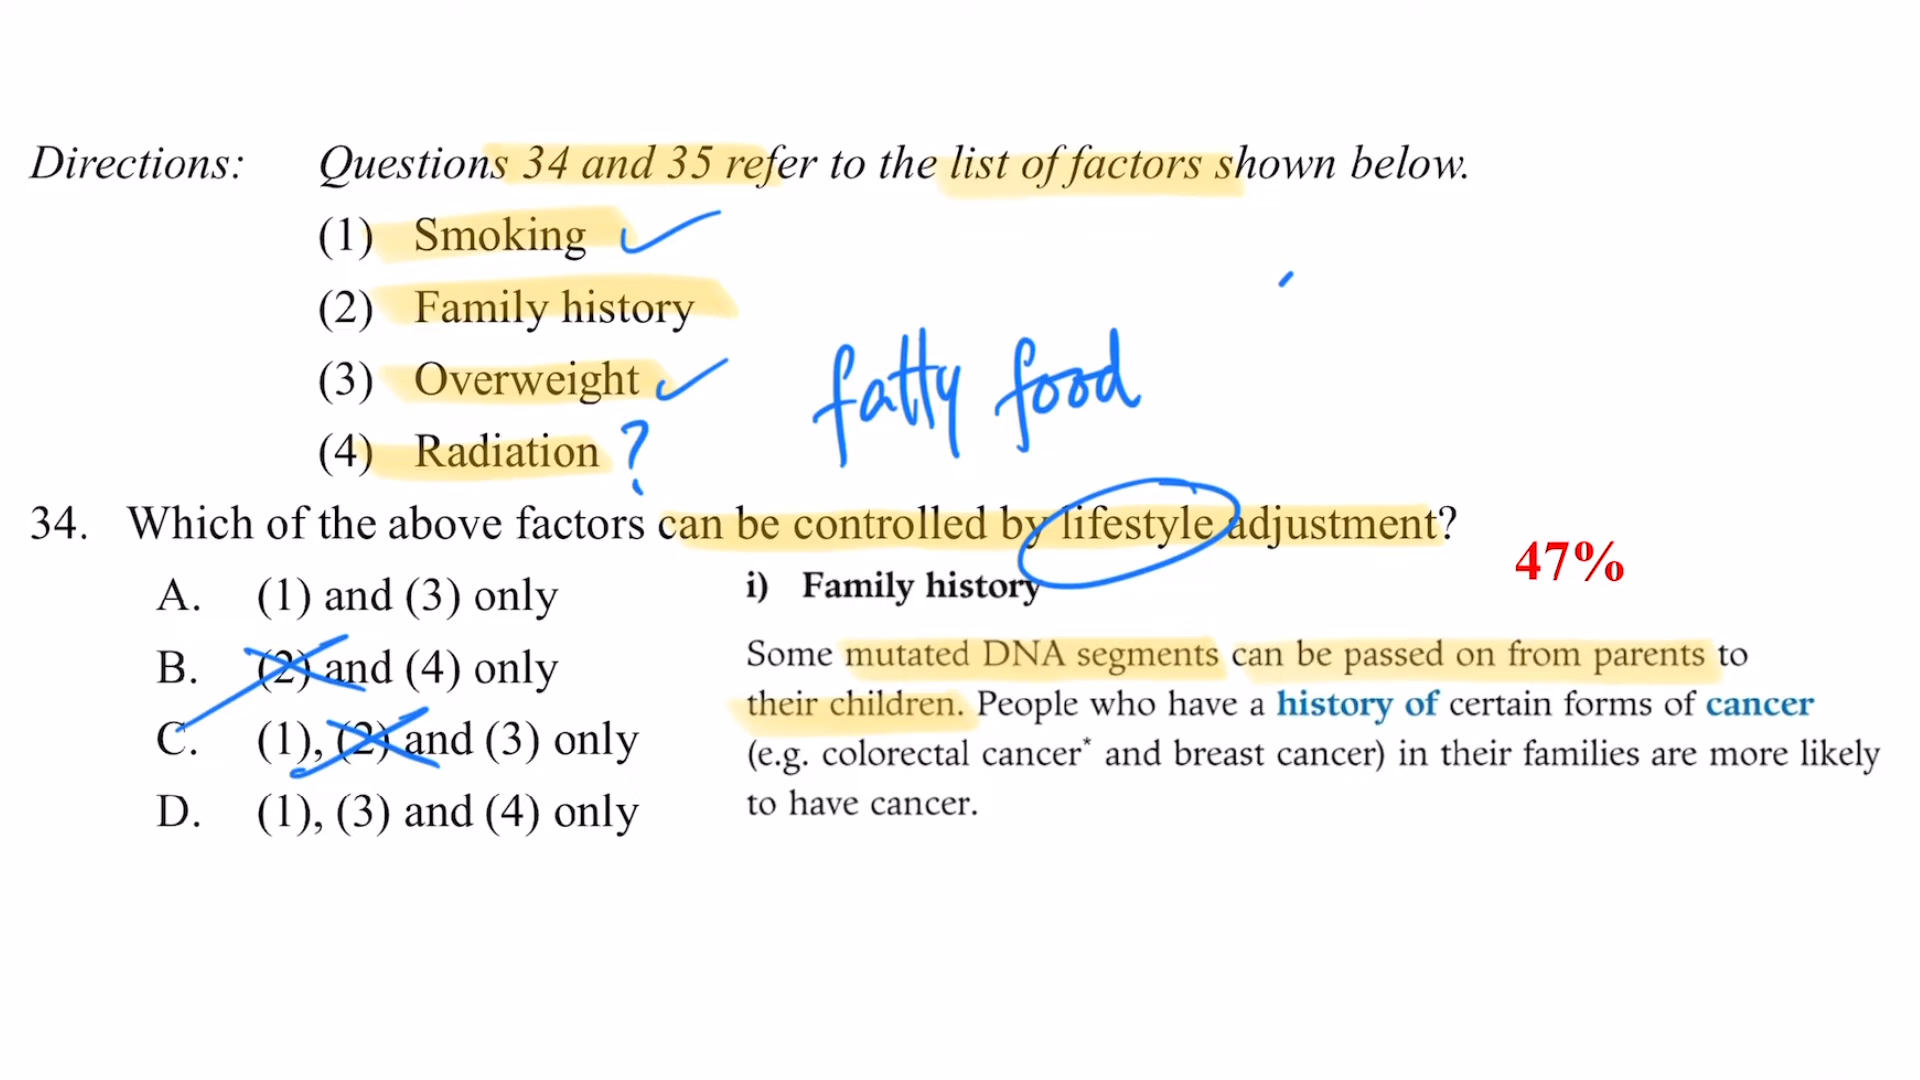 Directions: Questions 34 and 35 refer to the list of factors shown below.
(1) Smoking
(2) Family history
(3) Overweight
fatty food
(4) Radiation ?
34. Which of the above factors can be controlled by lifestyle adjustment?
47%
A. (1) and (3) only
B. (2) and (4) only
C. (1), (2) and (3) only
D. (1), (3) and (4) only
i) Family history
Some mutated DNA segments can be passed on from parents to
their children. People who have a history of certain forms of cancer
(e.g. colorectal cancer* and breast cancer) in their families are more likely
to have cancer.